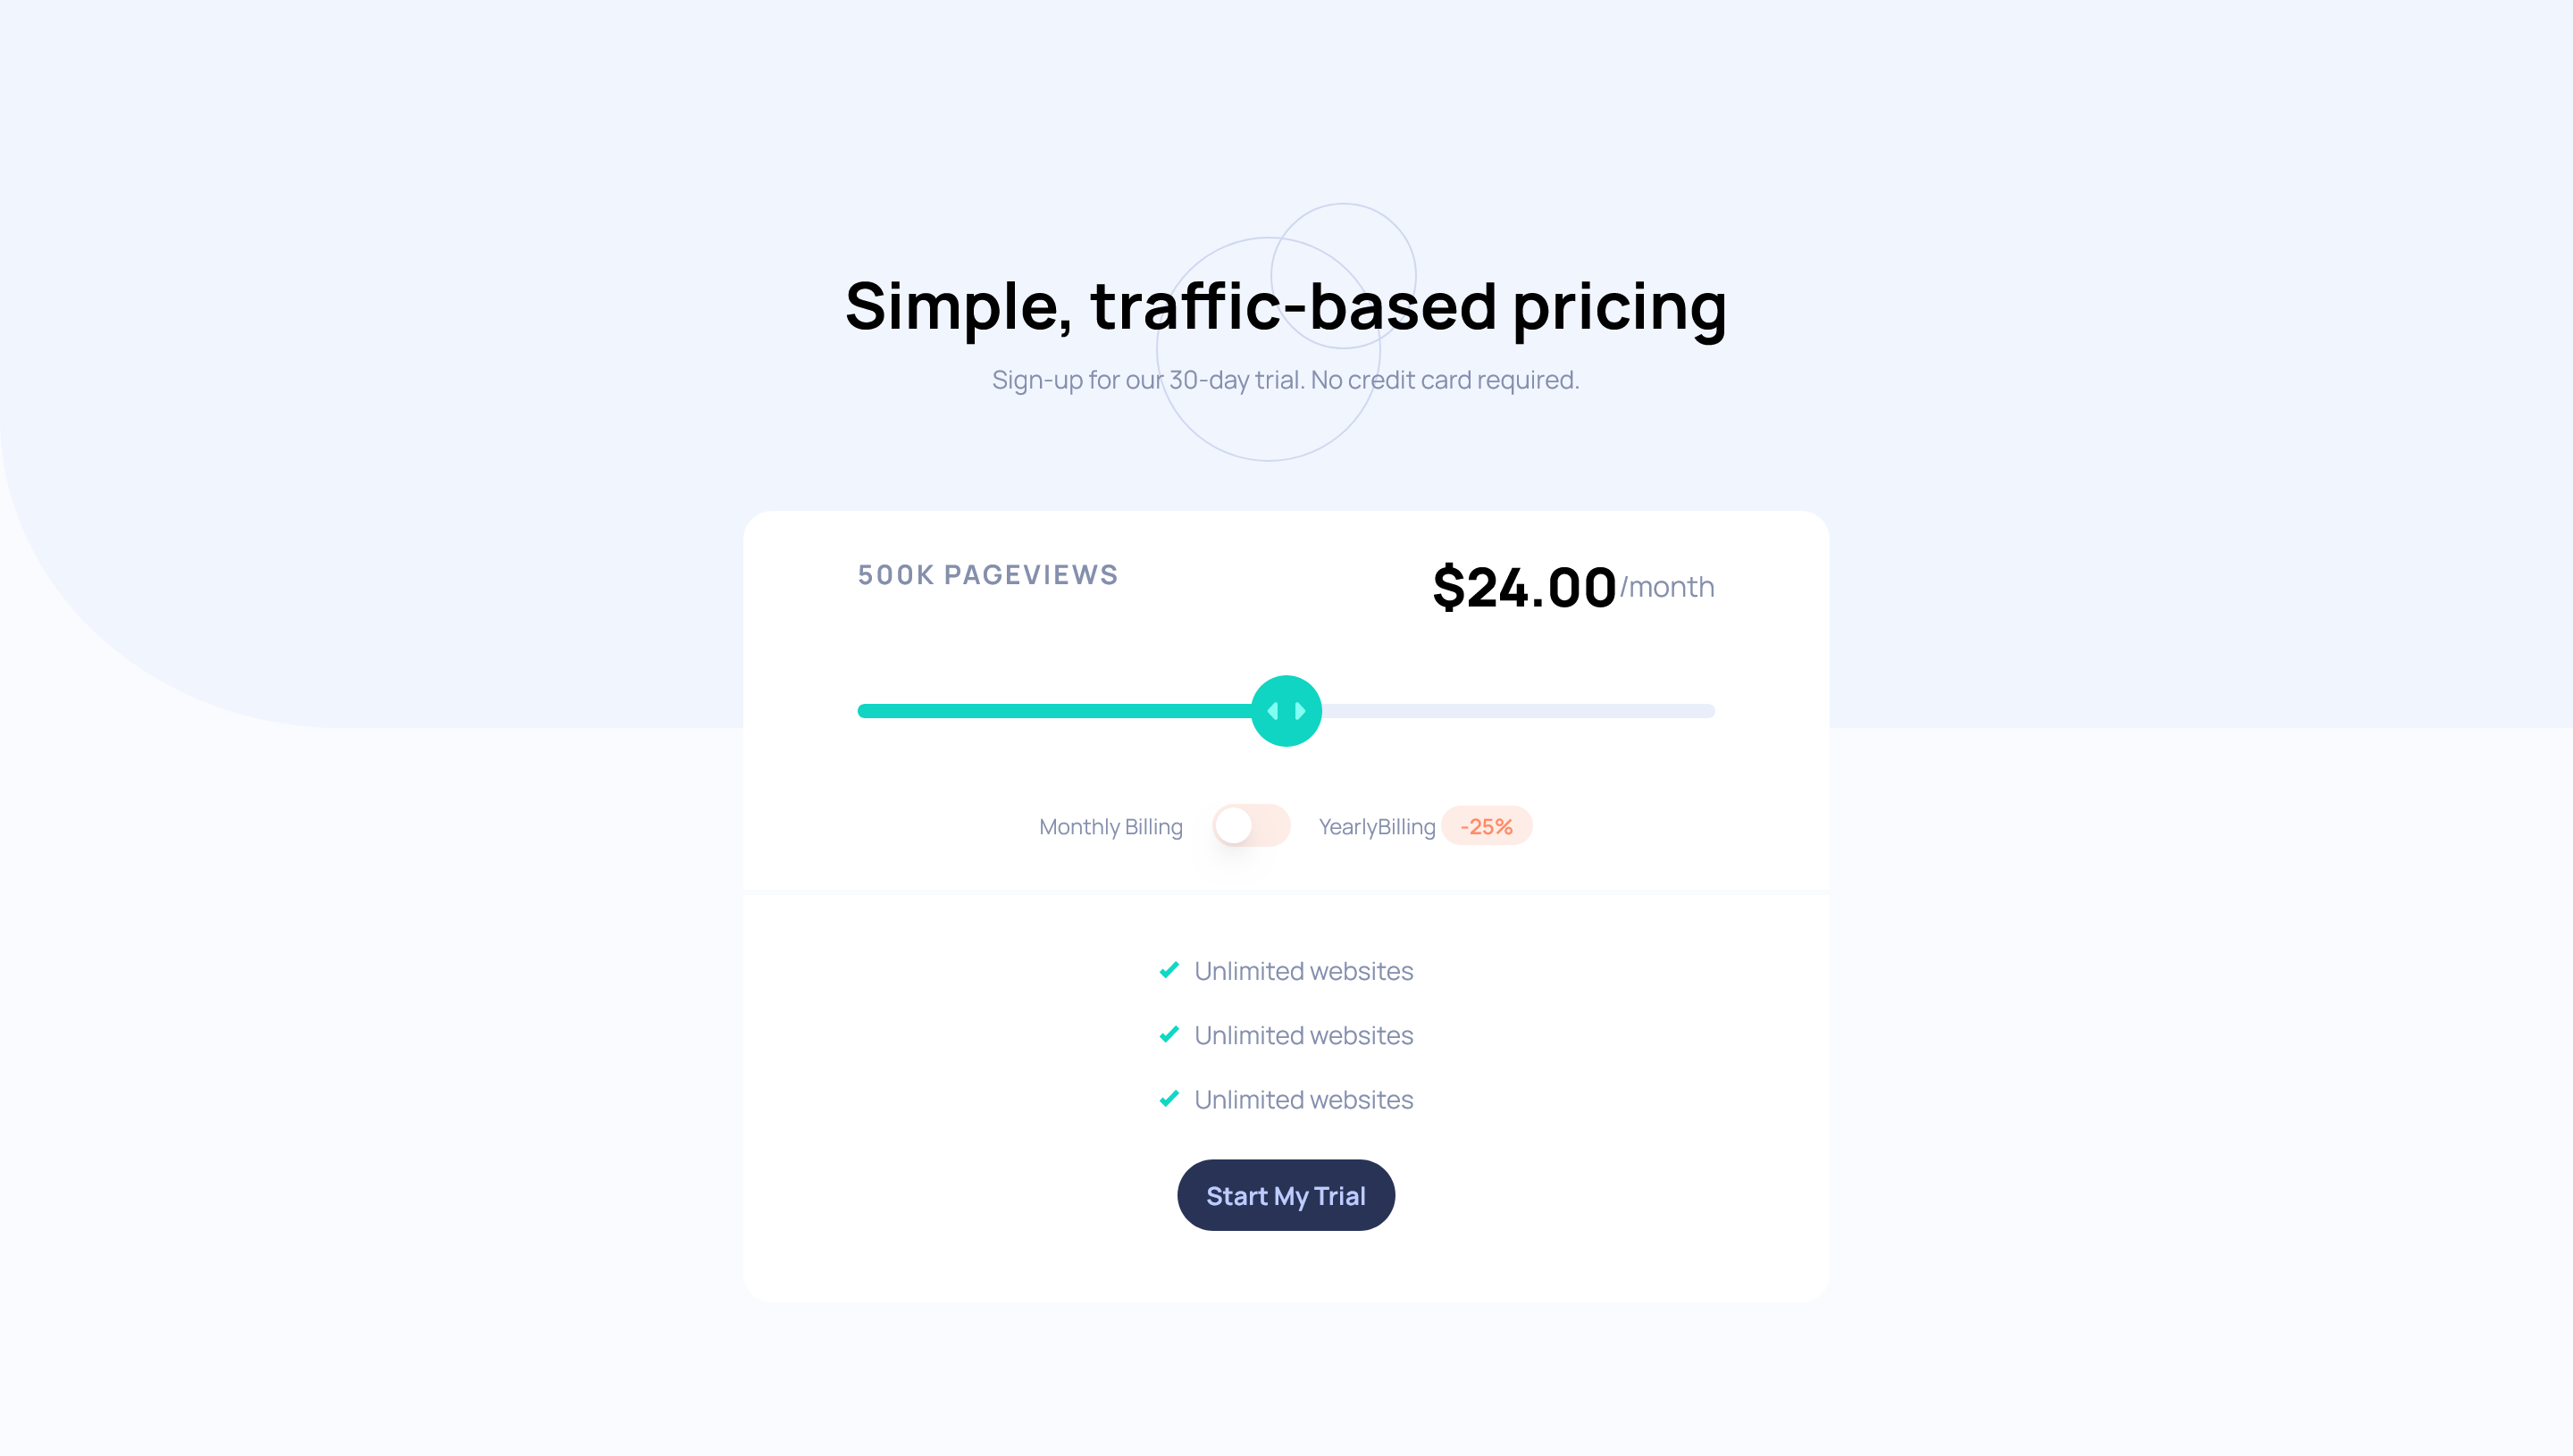 Simple, traffic-based pricing
Sign-up for our 30-day trial. No credit card required.
500K PAGEVIEWS
$24.00/month
Monthly Billing
YearlyBilling -25%
Unlimited websites
Unlimited websites
Unlimited websites
Start My Trial